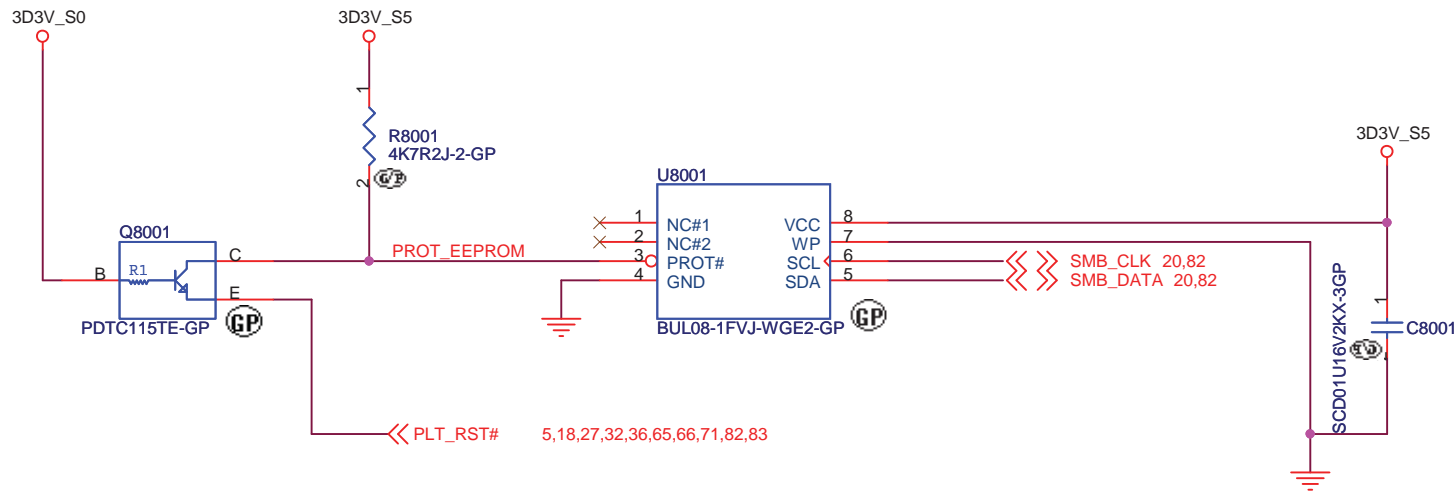 3D3V_S0
3D3V_S5
1
R8001
4K7R2J-2-GP
2
G/P
3D3V_S5
U8001
1 NC#1 VCC 8
2 NC#2 WP 7
3 PROT# SCL 6
4 GND SDA 5
BUL08-1FVJ-WGE2-GP
GP
PROT_EEPROM
SMB_CLK 20,82
SMB_DATA 20,82
Q8001
B R1 C
E
PDTC115TE-GP
GP
1
C8001
SCD01U16V2KX-3GP
PLT_RST# 5,18,27,32,36,65,66,71,82,83